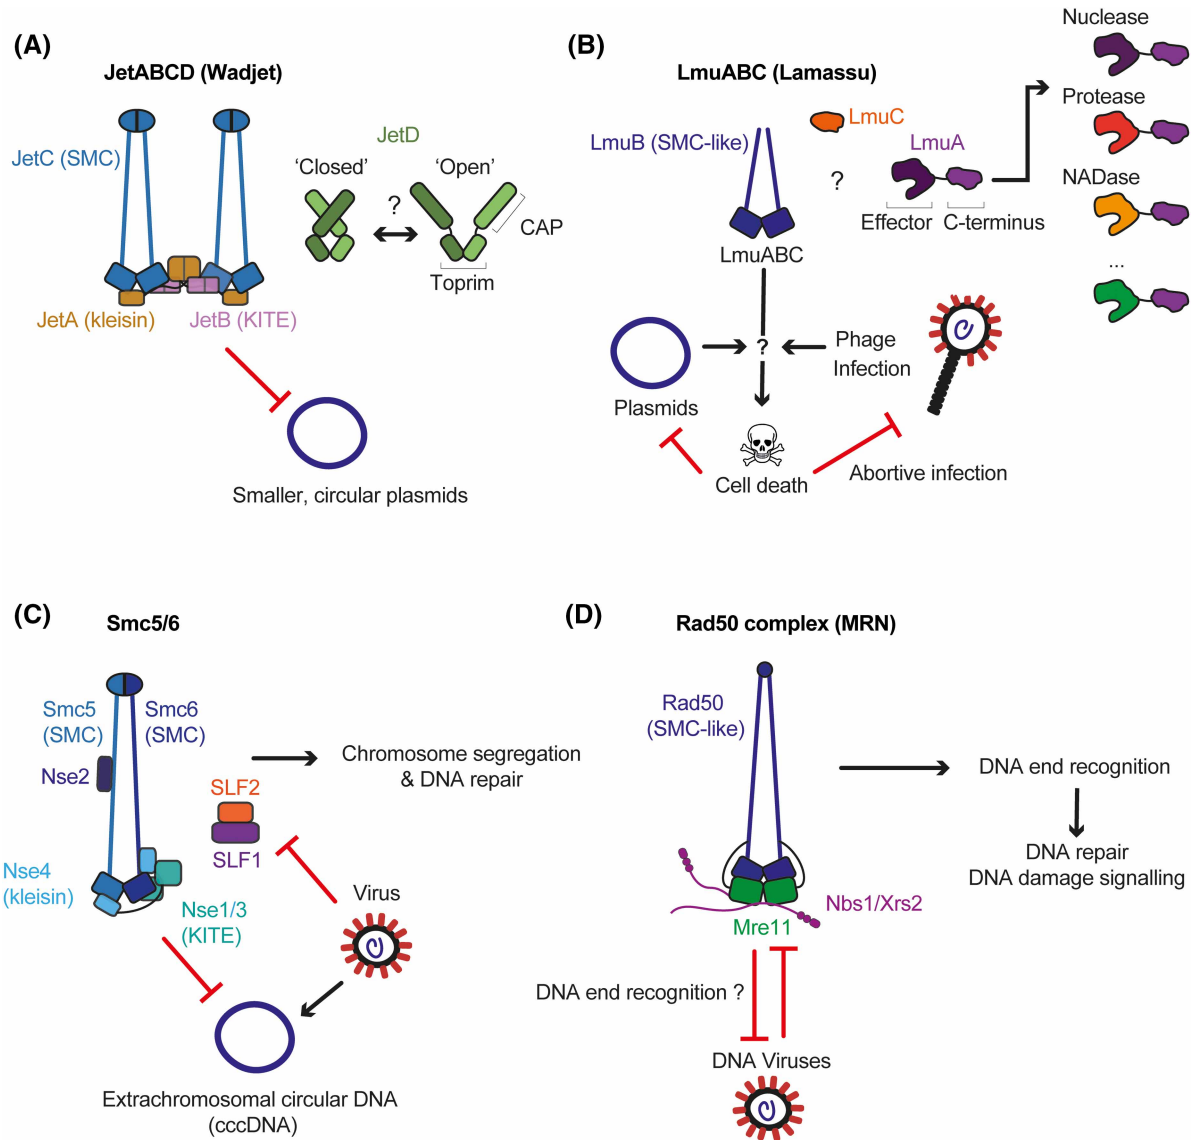 (A)
JetABCD (Wadjet)
JetC (SMC)
JetD
'Closed'
'Open'
?
CAP
Toprim
JetA (kleisin)
JetB (KITE)
Smaller, circular plasmids
(B)
LmuABC (Lamassu)
LmuB (SMC-like)
LmuC
LmuA
?
Effector
C-terminus
Nuclease
Protease
NADase
...
LmuABC
?
Plasmids
Phage
Infection
Cell death
Abortive infection
(C)
Smc5/6
Smc5
(SMC)
Smc6
(SMC)
Nse2
SLF2
SLF1
Chromosome segregation
& DNA repair
Nse4
(kleisin)
Nse1/3
(KITE)
Virus
Extrachromosomal circular DNA
(cccDNA)
(D)
Rad50 complex (MRN)
Rad50
(SMC-like)
DNA end recognition
DNA repair
DNA damage signalling
Nbs1/Xrs2
Mre11
DNA end recognition ?
DNA Viruses